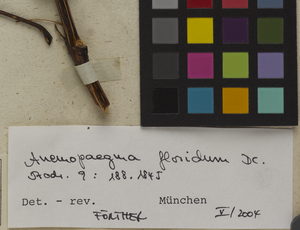 Anemopaegma floridum DC.
Prodr. 9: 188. 1845
Det. - rev. München
FÖRTHER V/2004